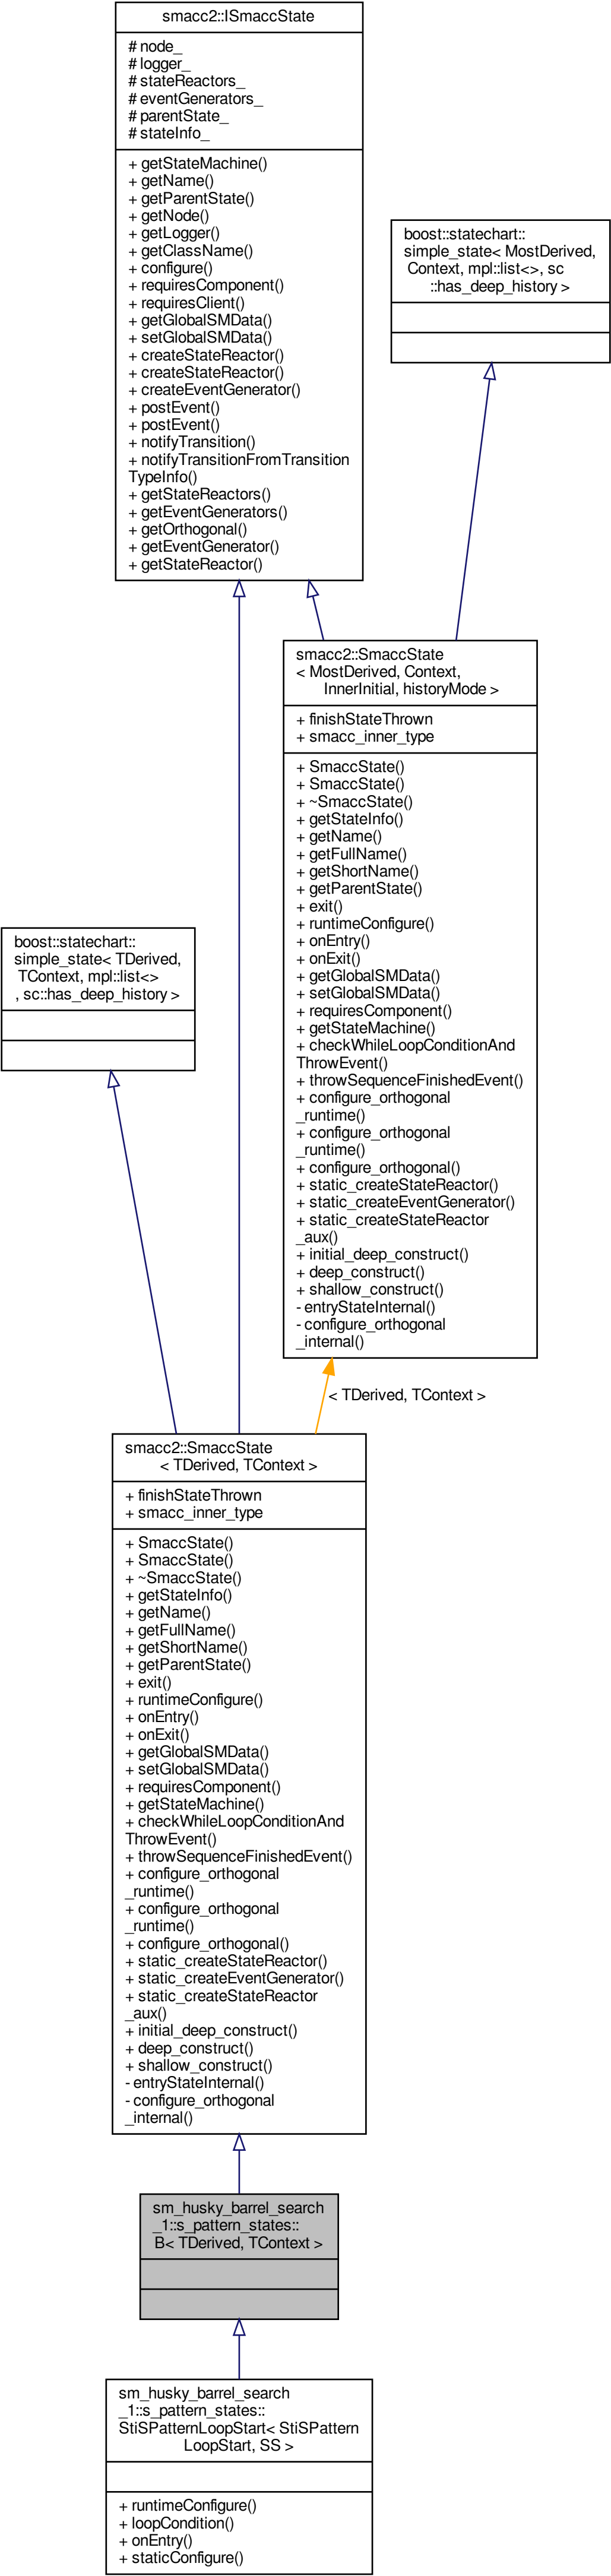 smacc2::ISmaccState
# node_
# logger_
# stateReactors_
# eventGenerators_
# parentState_
# stateInfo_
+ getStateMachine()
+ getName()
+ getParentState()
+ getNode()
+ getLogger()
+ getClassName()
+ configure()
+ requiresComponent()
+ requiresClient()
+ getGlobalSMData()
+ setGlobalSMData()
+ createStateReactor()
+ createStateReactor()
+ createEventGenerator()
+ postEvent()
+ postEvent()
+ notifyTransition()
+ notifyTransitionFromTransition
TypeInfo()
+ getStateReactors()
+ getEventGenerators()
+ getOrthogonal()
+ getEventGenerator()
+ getStateReactor()
boost::statechart::
simple_state< MostDerived,
Context, mpl::list<>, sc
::has_deep_history >
smacc2::SmaccState
< MostDerived, Context,
InnerInitial, historyMode >
+ finishStateThrown
+ smacc_inner_type
+ SmaccState()
+ SmaccState()
+ ~SmaccState()
+ getStateInfo()
+ getName()
+ getFullName()
+ getShortName()
+ getParentState()
+ exit()
+ runtimeConfigure()
+ onEntry()
+ onExit()
+ getGlobalSMData()
+ setGlobalSMData()
+ requiresComponent()
+ getStateMachine()
+ checkWhileLoopConditionAnd
ThrowEvent()
+ throwSequenceFinishedEvent()
+ configure_orthogonal
_runtime()
+ configure_orthogonal
_runtime()
+ configure_orthogonal()
+ static_createStateReactor()
+ static_createEventGenerator()
+ static_createStateReactor
_aux()
+ initial_deep_construct()
+ deep_construct()
+ shallow_construct()
- entryStateInternal()
- configure_orthogonal
_internal()
boost::statechart::
simple_state< TDerived,
TContext, mpl::list<>
, sc::has_deep_history >
< TDerived, TContext >
smacc2::SmaccState
< TDerived, TContext >
+ finishStateThrown
+ smacc_inner_type
+ SmaccState()
+ SmaccState()
+ ~SmaccState()
+ getStateInfo()
+ getName()
+ getFullName()
+ getShortName()
+ getParentState()
+ exit()
+ runtimeConfigure()
+ onEntry()
+ onExit()
+ getGlobalSMData()
+ setGlobalSMData()
+ requiresComponent()
+ getStateMachine()
+ checkWhileLoopConditionAnd
ThrowEvent()
+ throwSequenceFinishedEvent()
+ configure_orthogonal
_runtime()
+ configure_orthogonal
_runtime()
+ configure_orthogonal()
+ static_createStateReactor()
+ static_createEventGenerator()
+ static_createStateReactor
_aux()
+ initial_deep_construct()
+ deep_construct()
+ shallow_construct()
- entryStateInternal()
- configure_orthogonal
_internal()
sm_husky_barrel_search
_1::s_pattern_states::
B< TDerived, TContext >
sm_husky_barrel_search
_1::s_pattern_states::
StiSPatternLoopStart< StiSPattern
LoopStart, SS >
+ runtimeConfigure()
+ loopCondition()
+ onEntry()
+ staticConfigure()